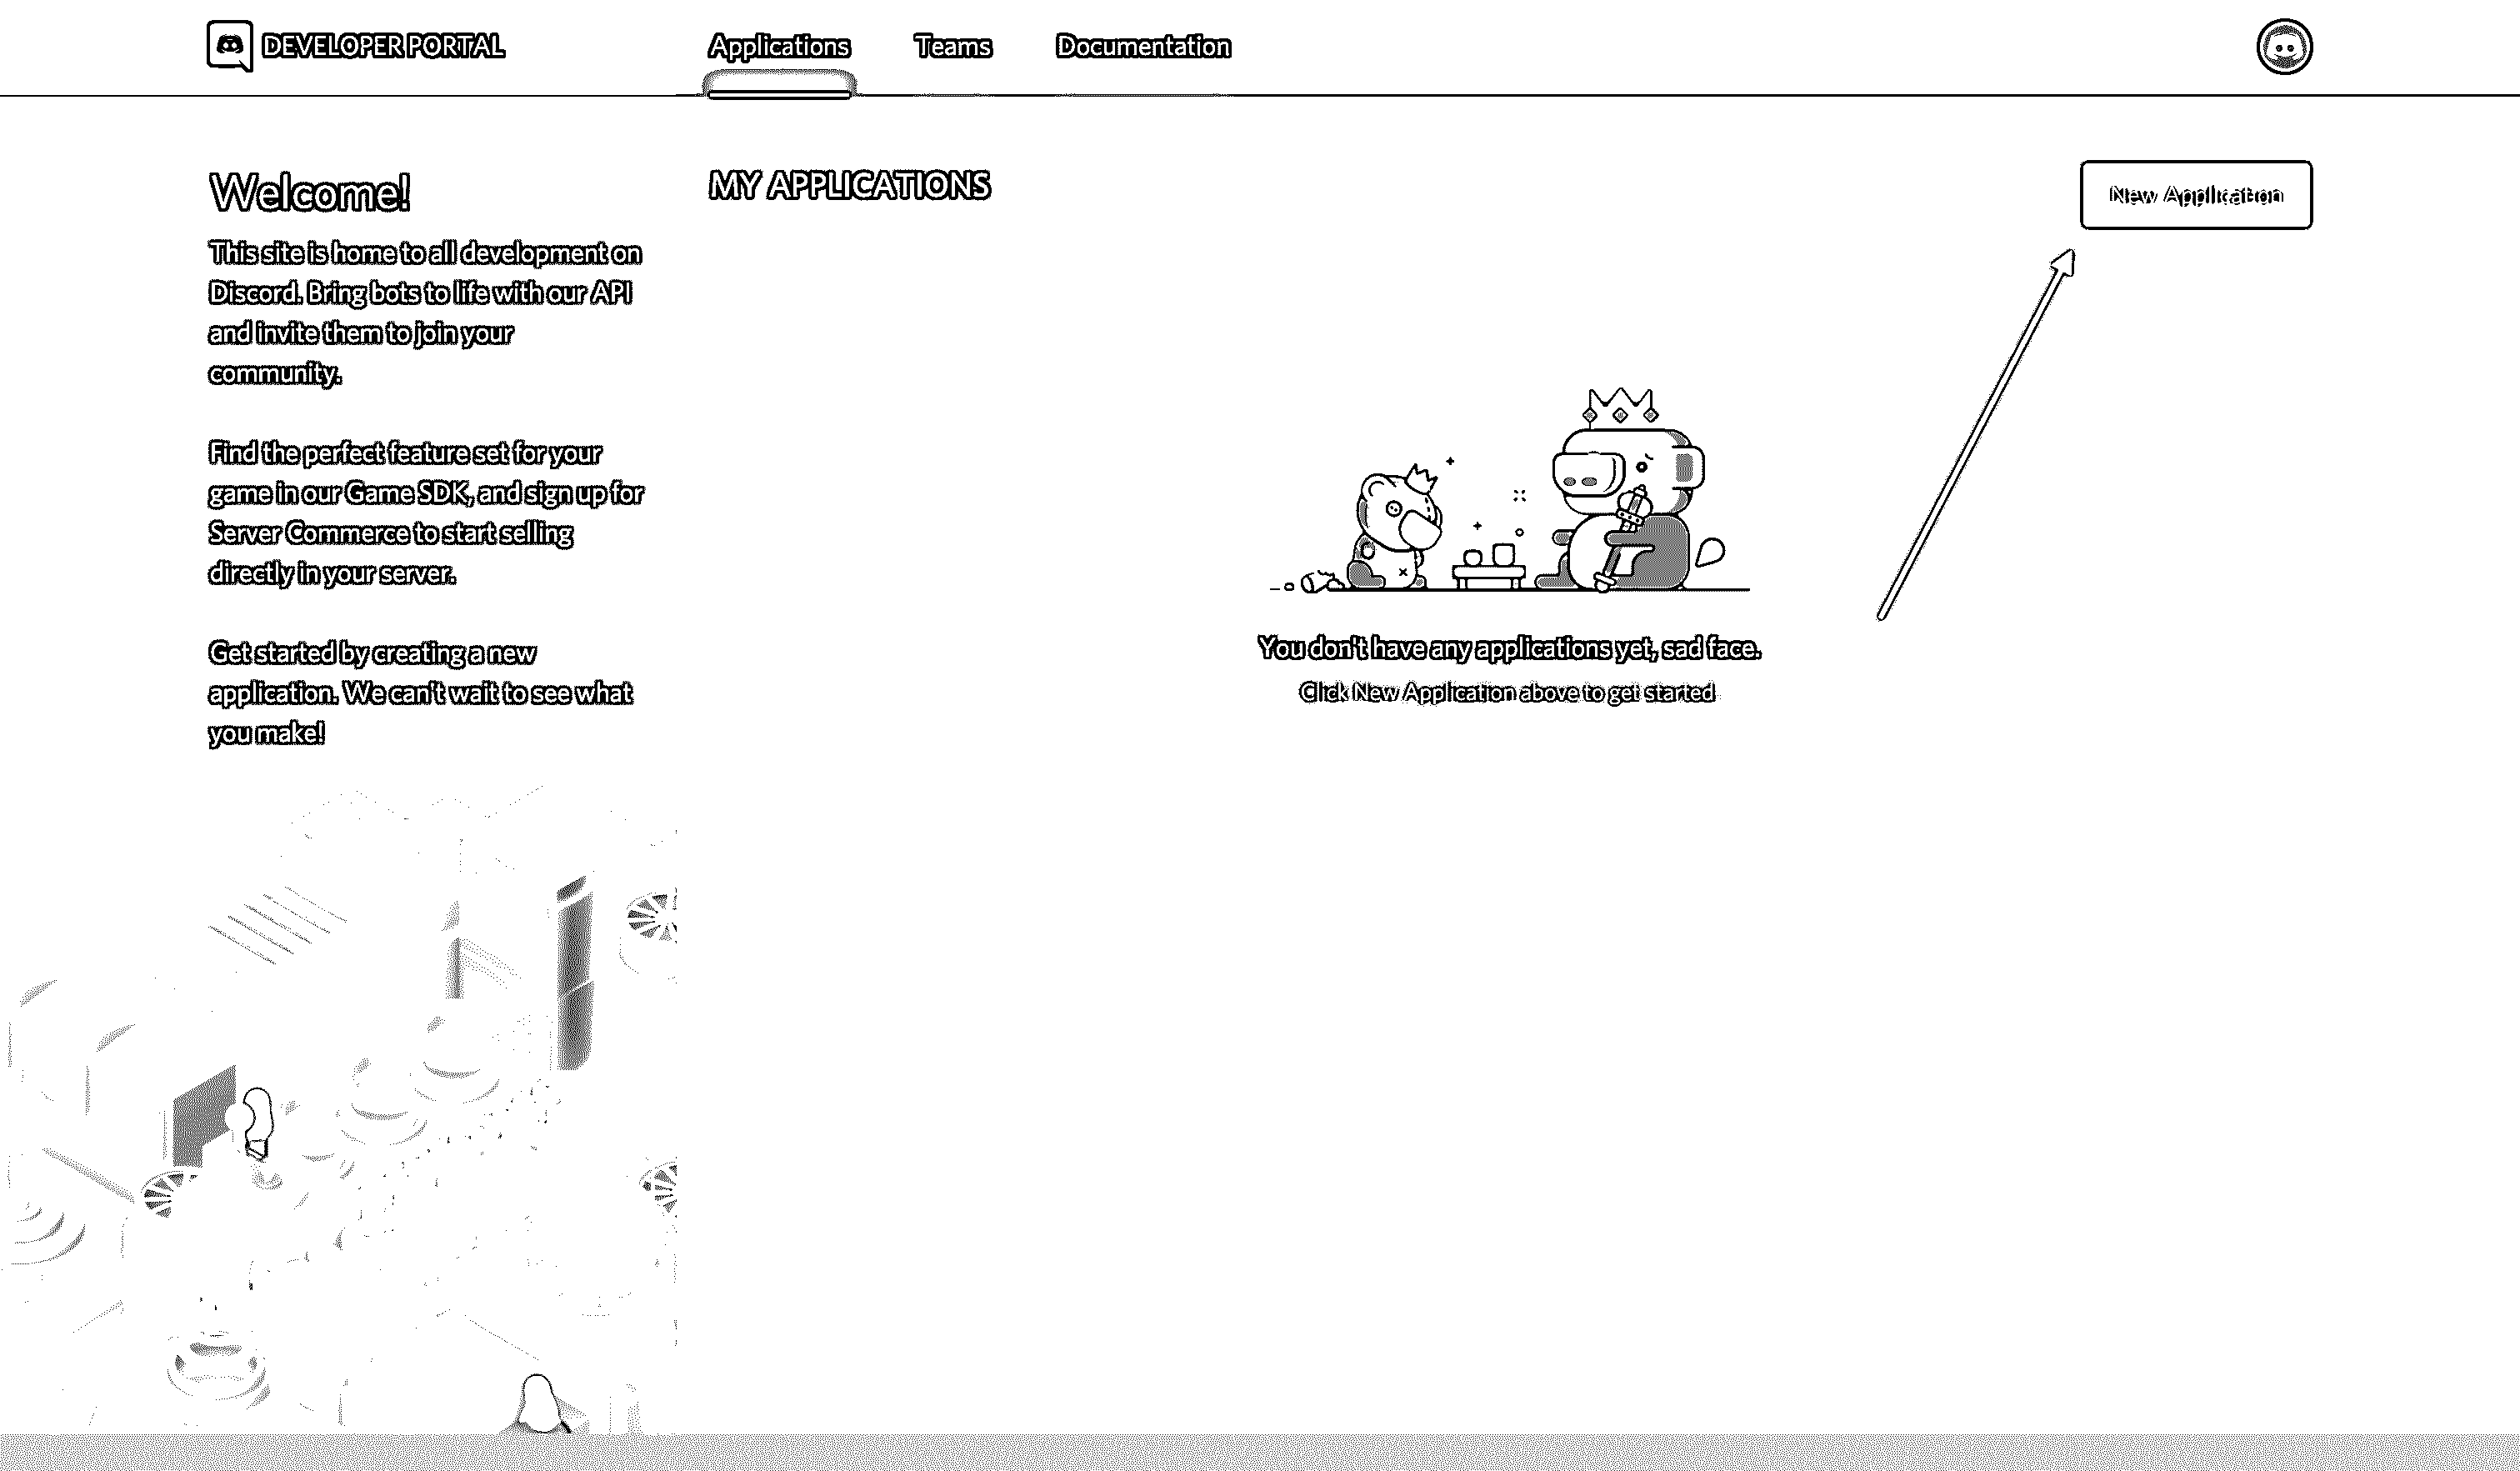 DEVELOPER PORTAL
Applications
Teams
Documentation
Welcome!
This site is home to all development on
Discord. Bring bots to life with our API
and invite them to join your
community.
Find the perfect feature set for your
game in our Game SDK, and sign up for
Server Commerce to start selling
directly in your server.
Get started by creating a new
application. We can't wait to see what
you make!
MY APPLICATIONS
New Application
You don't have any applications yet, sad face.
Click New Application above to get started